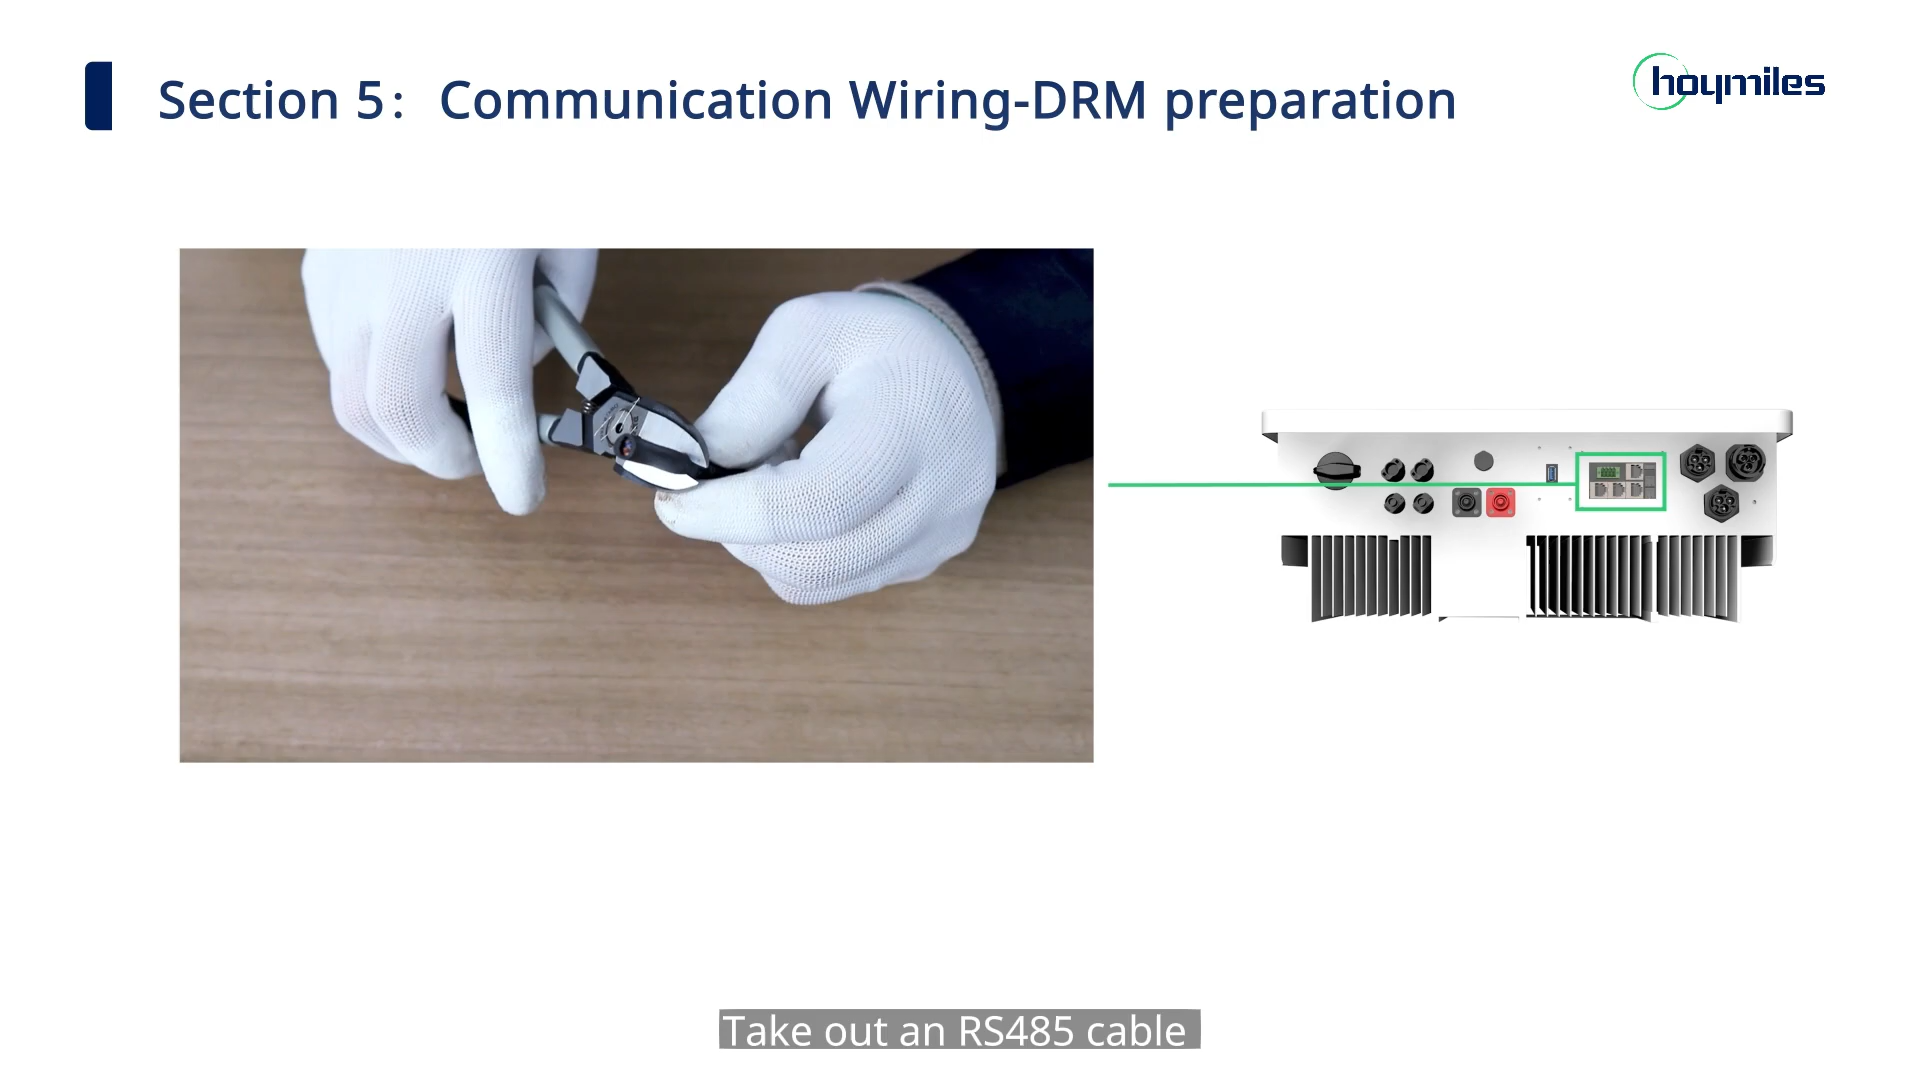 Section 5: Communication Wiring-DRM preparation
hoymiles
Take out an RS485 cable